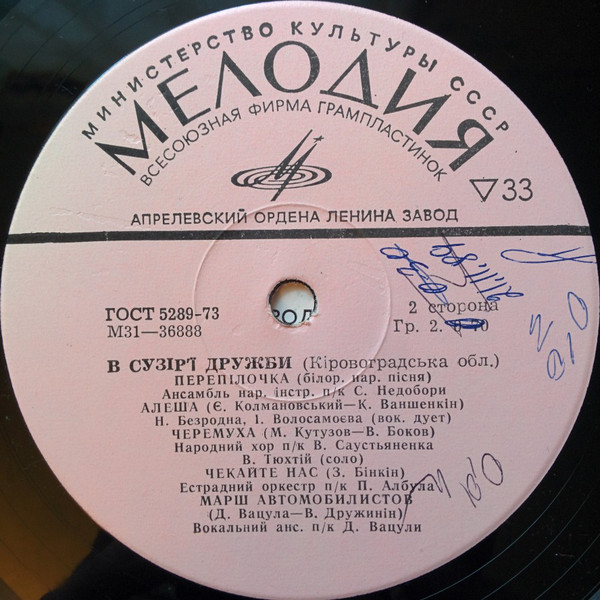 МИНИСТЕРСТВО КУЛЬТУРЫ СССР
МЕЛОДИЯ
ВСЕСОЮЗНАЯ ФИРМА ГРАМПЛАСТИНОК
33
АПРЕЛЕВСКИЙ ОРДЕНА ЛЕНИНА ЗАВОД
ГОСТ 5289-73
2 сторона
М31—36888
Гр. 2.
В СУЗІР'Ї ДРУЖБИ (Кіровоградська обл.)
ПЕРЕПІЛОЧКА (білор. нар. пісня)
Ансамбль нар. інстр. п/к С. Недобори
АЛЕША (Є. Колмановський—К. Ваншенкін)
Н. Безродна, І. Волосамоєва (вок. дует)
ЧЕРЕМУХА (М. Кутузов—В. Боков)
Народний хор п/к В. Саустьяненка
В. Тюхтій (соло)
ЧЕКАЙТЕ НАС (З. Бінкін)
Естрадний оркестр п/к П. Албула
МАРШ АВТОМОБИЛИСТОВ
(Д. Вацула—В. Дружинін)
Вокальний анс. п/к Д. Вацули